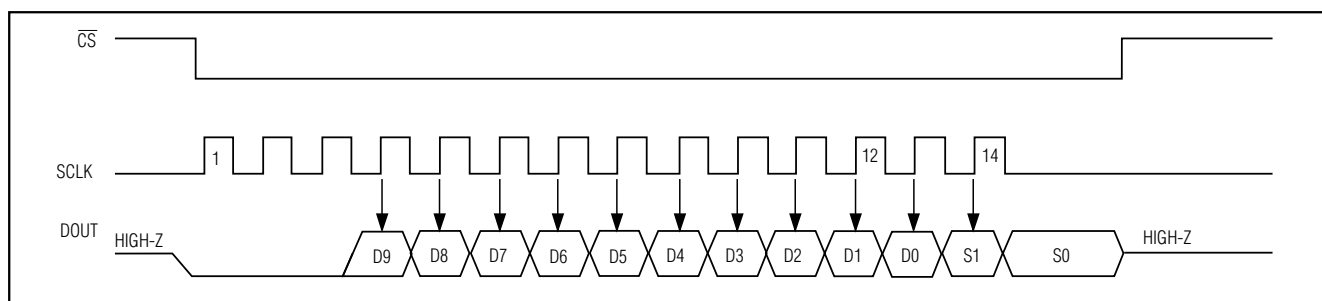 CS
1 12 14
SCLK
DOUT
HIGH-Z D9 D8 D7 D6 D5 D4 D3 D2 D1 D0 S1 S0 HIGH-Z